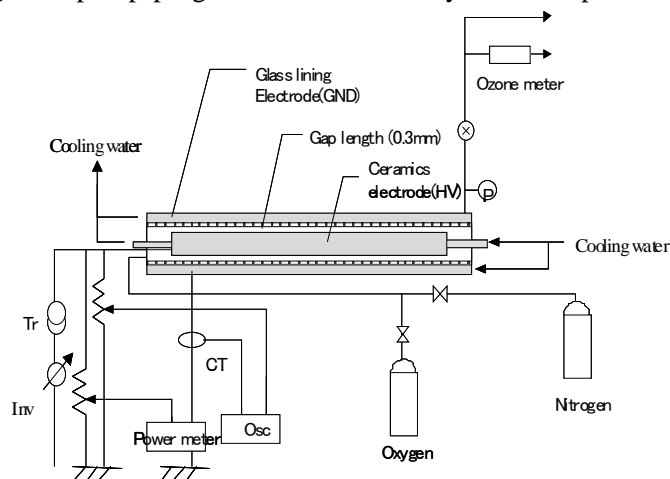 Glass lining
Electrode(GND)
Ozone meter
Cooling water
Gap length (0.3mm)
Ceramics
electrode(HV)
P
Cooling water
Tr
CT
Inv
Nitrogen
Power meter
Osc
Oxygen